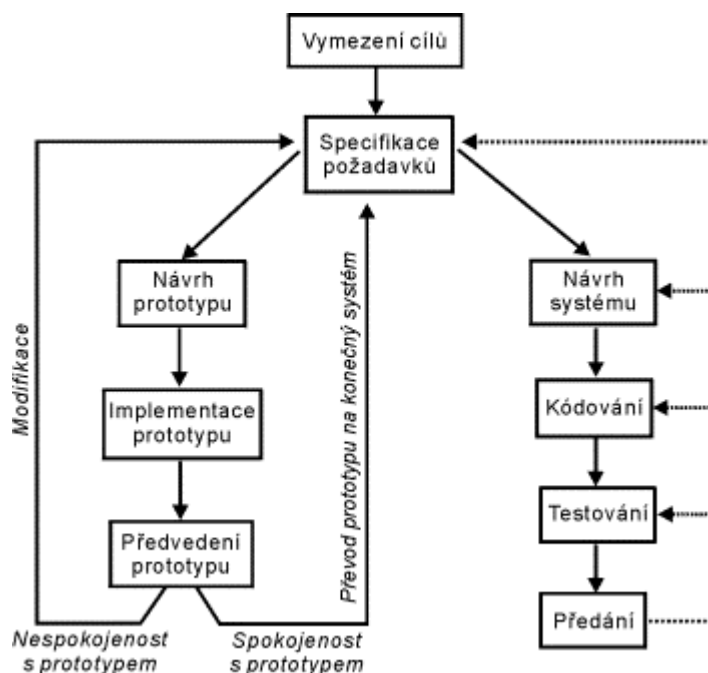 Vymezení cílů
Specifikace
požadavků
Návrh
prototypu
Implementace
prototypu
Předvedení
prototypu
Modifikace
Nespokojenost
s prototypem
Spokojenost
s prototypem
Převod prototypu na konečný systém
Návrh
systému
Kódování
Testování
Předání